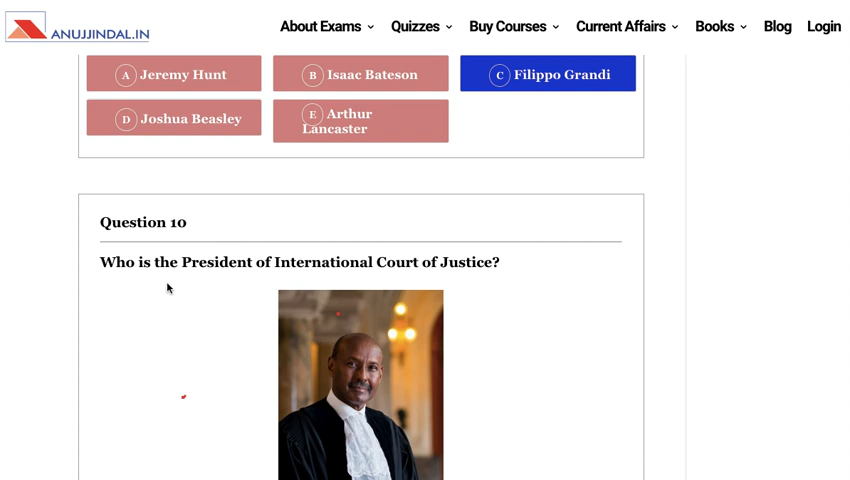 ANUJJINDAL.IN
About Exams Quizzes Buy Courses Current Affairs Books Blog Login
A Jeremy Hunt
B Isaac Bateson
C Filippo Grandi
D Joshua Beasley
E Arthur
Lancaster
Question 10
Who is the President of International Court of Justice?